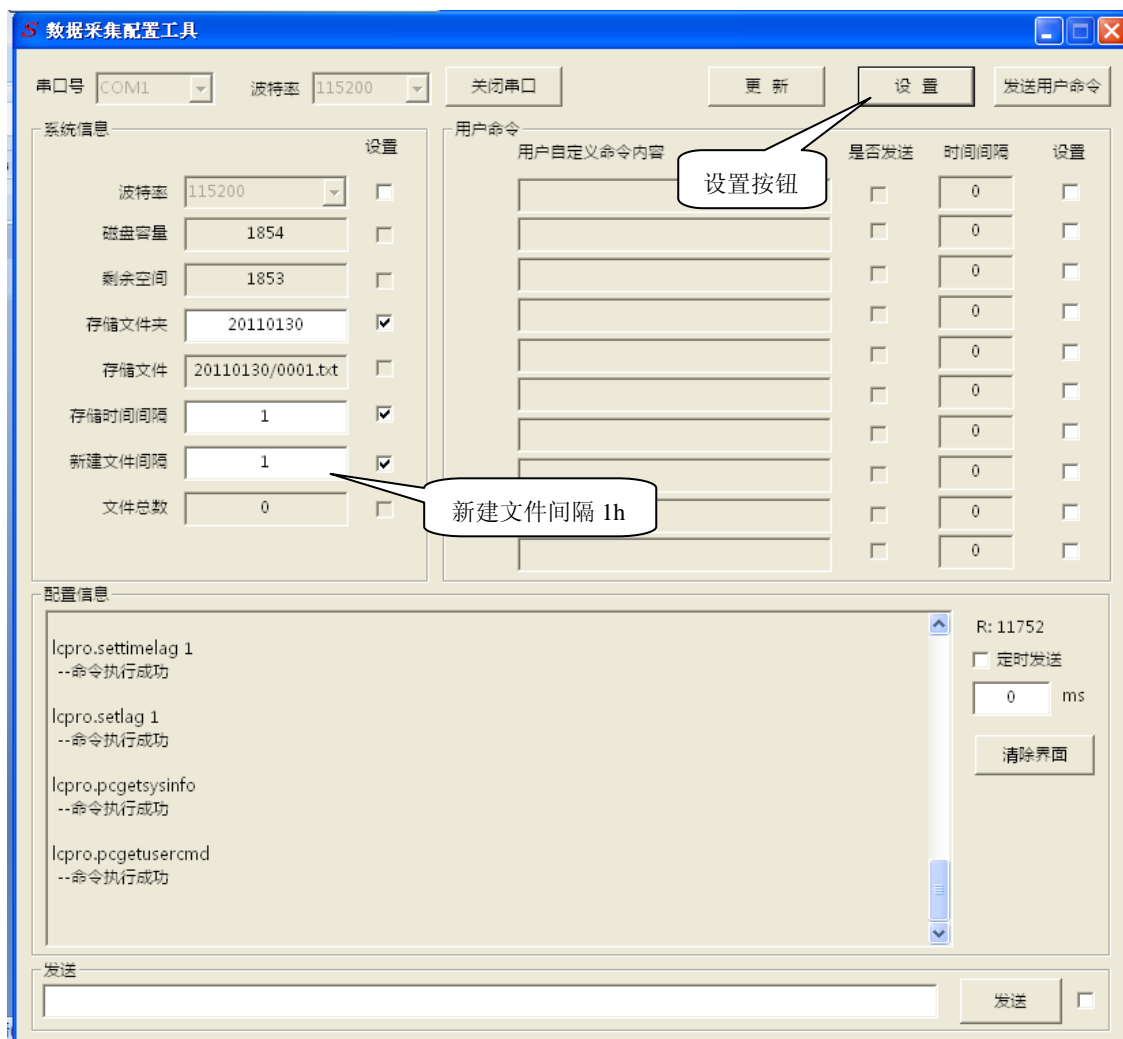 数据采集配置工具
串口号 COM1 波特率 115200 关闭串口 更 新 设 置 发送用户命令
系统信息 用户命令
设置 用户自定义命令内容 是否发送 时间间隔 设置
设置按钮
波特率 115200 0
磁盘容量 1854 0
剩余空间 1853 0
存储文件夹 20110130 0
存储文件 20110130/0001.txt 0
0
存储时间间隔 1 0
新建文件间隔 1 0
文件总数 0 新建文件间隔 1h 0
0
配置信息
lcpro.settimelag 1
--命令执行成功
lcpro.setlag 1
--命令执行成功
lcpro.pcgetsysinfo
--命令执行成功
lcpro.pcgetusercmd
--命令执行成功
R: 11752
定时发送
0 ms
清除界面
发送
发送